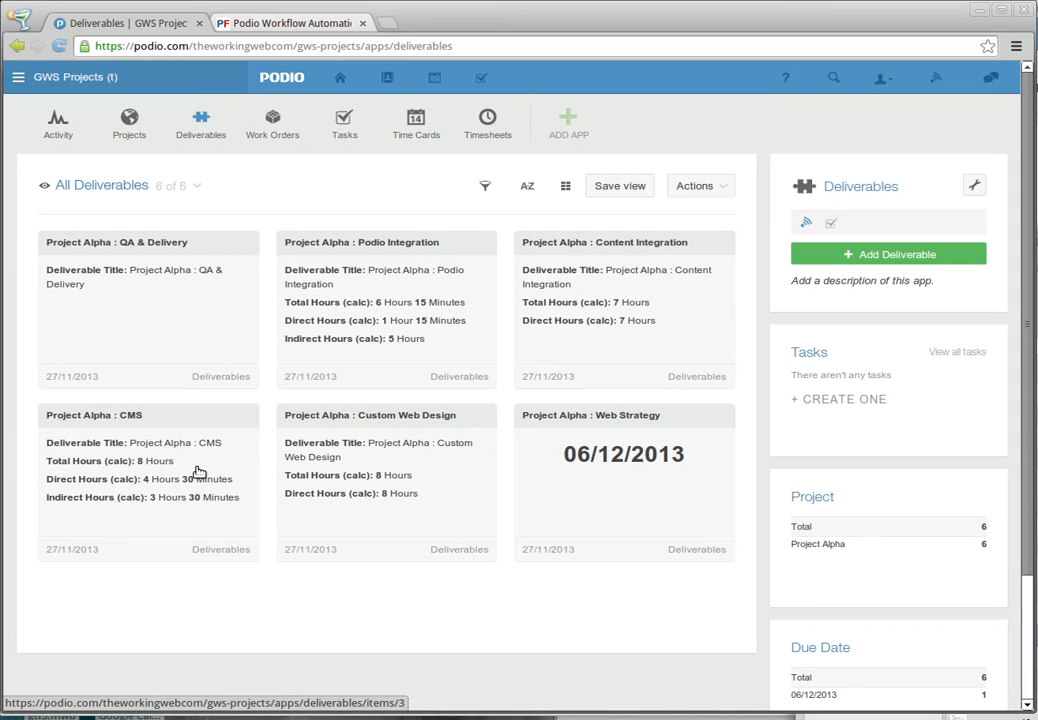 Deliverables | GWS Projec
Podio Workflow Automati
https://podio.com/theworkingwebcom/gws-projects/apps/deliverables
GWS Projects (t)
PODIO
?
Activity
Projects
Deliverables
Work Orders
Tasks
14
Time Cards
Timesheets
ADD APP
All Deliverables 6 of 6
A-Z
Save view
Actions
Project Alpha : QA & Delivery
Deliverable Title: Project Alpha : QA &
Delivery
27/11/2013 Deliverables
Project Alpha : Podio Integration
Deliverable Title: Project Alpha : Podio
Integration
Total Hours (calc): 6 Hours 15 Minutes
Direct Hours (calc): 1 Hour 15 Minutes
Indirect Hours (calc): 5 Hours
27/11/2013 Deliverables
Project Alpha : Content Integration
Deliverable Title: Project Alpha : Content
Integration
Total Hours (calc): 7 Hours
Direct Hours (calc): 7 Hours
27/11/2013 Deliverables
Project Alpha : CMS
Deliverable Title: Project Alpha : CMS
Total Hours (calc): 8 Hours
Direct Hours (calc): 4 Hours 30 Minutes
Indirect Hours (calc): 3 Hours 30 Minutes
27/11/2013 Deliverables
Project Alpha : Custom Web Design
Deliverable Title: Project Alpha : Custom
Web Design
Total Hours (calc): 8 Hours
Direct Hours (calc): 8 Hours
27/11/2013 Deliverables
Project Alpha : Web Strategy
06/12/2013
27/11/2013 Deliverables
Deliverables
+ Add Deliverable
Add a description of this app.
Tasks View all tasks
There aren't any tasks
+ CREATE ONE
Project
Total 6
Project Alpha 6
Due Date
Total 6
06/12/2013 1
https://podio.com/theworkingwebcom/gws-projects/apps/deliverables/items/3